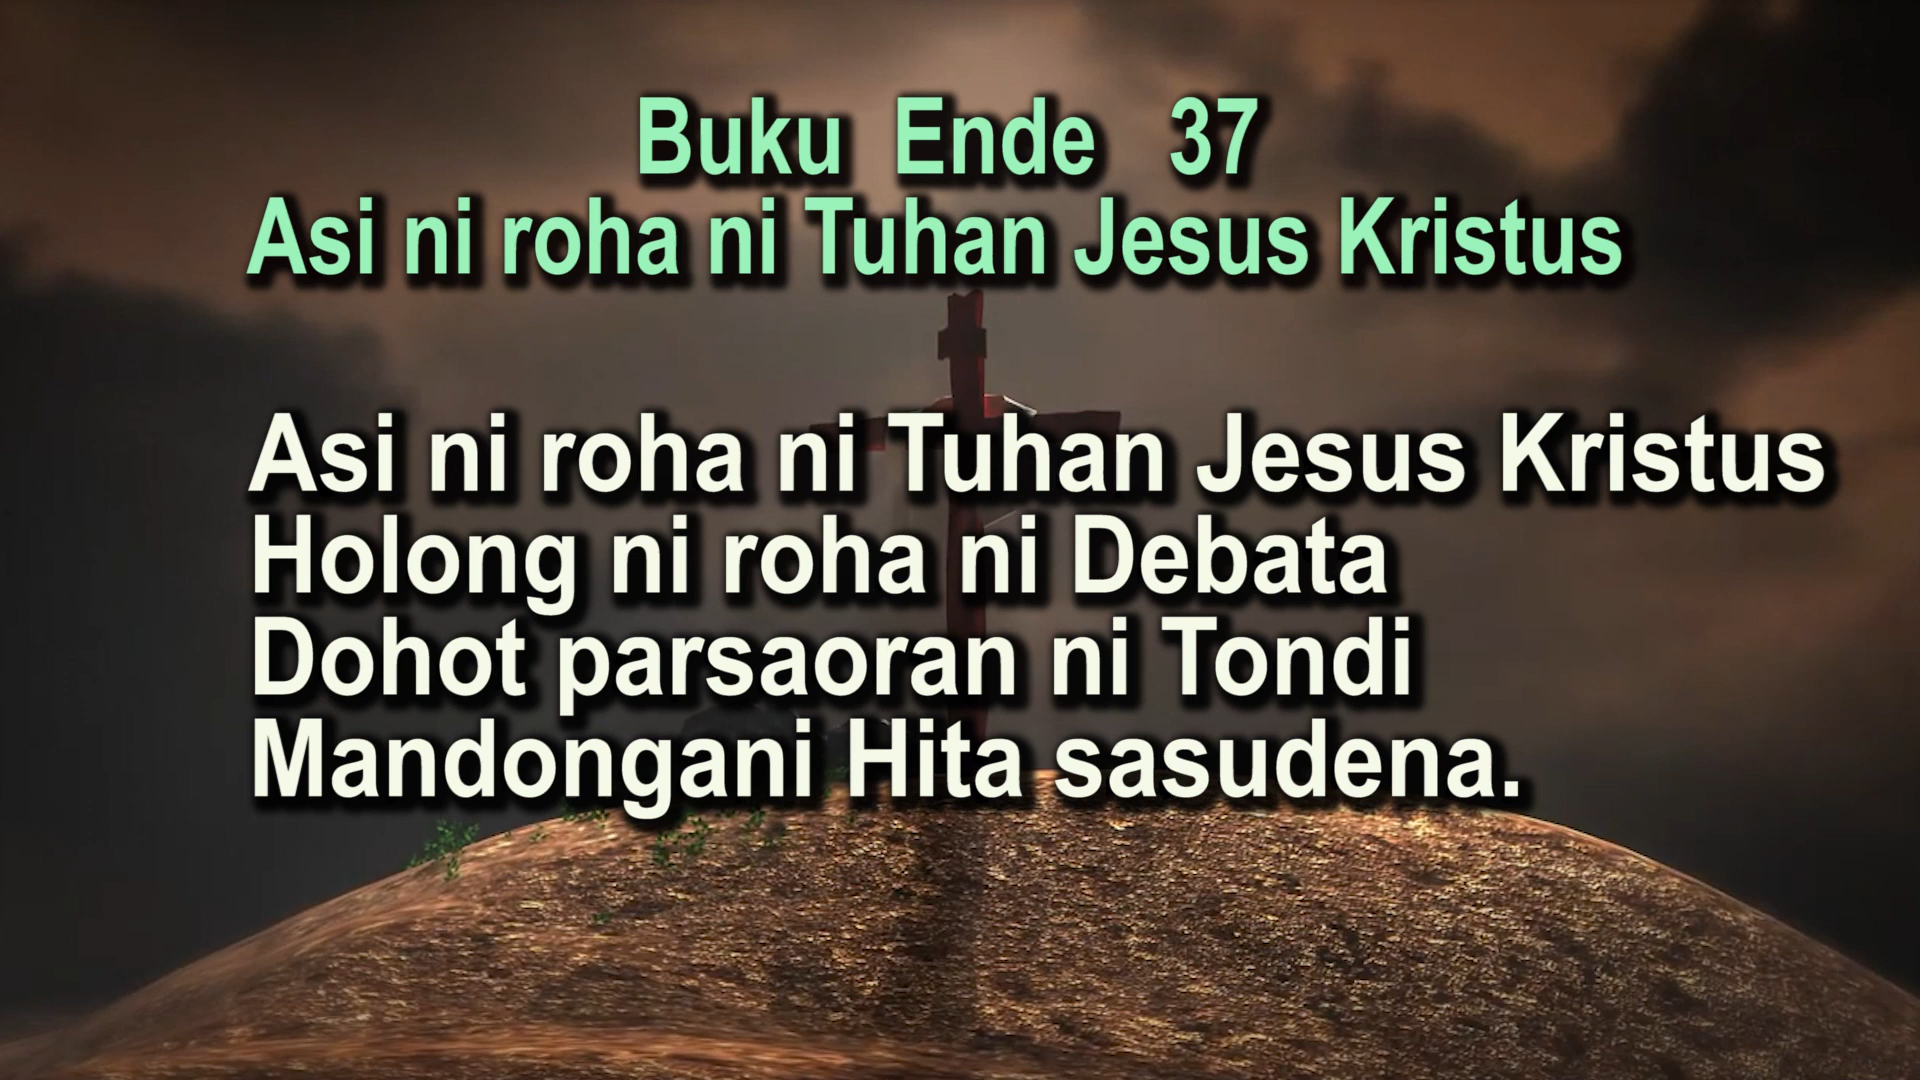 Buku Ende 37
Asi ni roha ni Tuhan Jesus Kristus
Asi ni roha ni Tuhan Jesus Kristus
Holong ni roha ni Debata
Dohot parsaoran ni Tondi
Mandongani Hita sasudena.